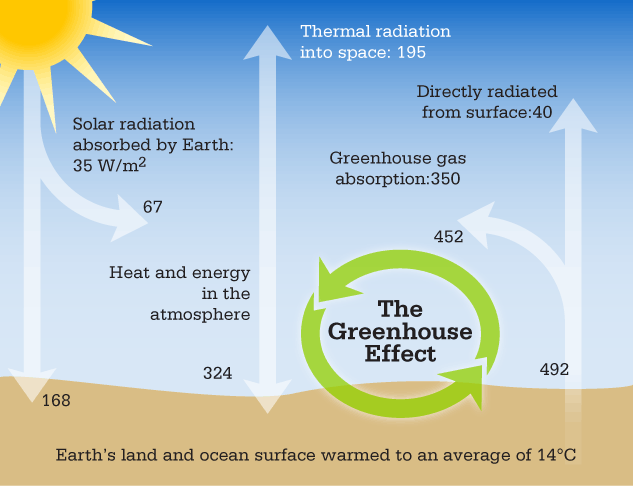 Thermal radiation
into space: 195
Directly radiated
from surface:40
Solar radiation
absorbed by Earth:
35 W/m²
Greenhouse gas
absorption:350
67
452
Heat and energy
in the
atmosphere
The
Greenhouse
Effect
324
492
168
Earth's land and ocean surface warmed to an average of 14°C